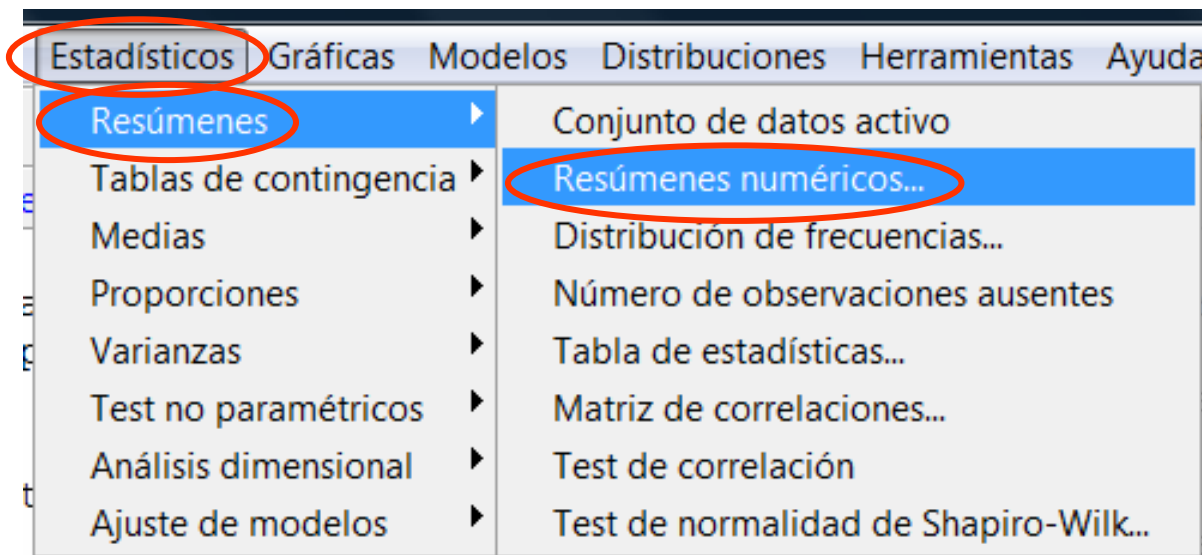 Estadísticos Gráficas Modelos Distribuciones Herramientas Ayuda
Resúmenes
Tablas de contingencia
Medias
Proporciones
Varianzas
Test no paramétricos
Análisis dimensional
Ajuste de modelos
Conjunto de datos activo
Resúmenes numéricos...
Distribución de frecuencias...
Número de observaciones ausentes
Tabla de estadísticas...
Matriz de correlaciones...
Test de correlación
Test de normalidad de Shapiro-Wilk...